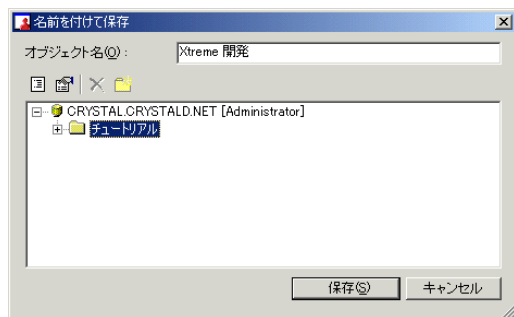 名前を付けて保存
オブジェクト名(O)：
Xtreme 開発
CRYSTAL.CRYSTALD.NET [Administrator]
チュートリアル
保存(S)
キャンセル